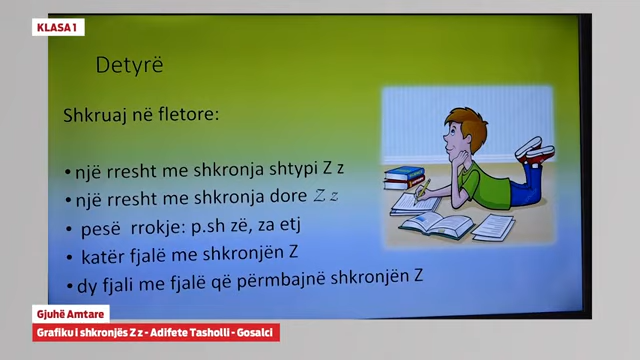 KLASA 1
Detyrë
Shkruaj në fletore:
• një rresht me shkronja shtypi Z z
• një rresht me shkronja dore Z z
• pesë rrokje: p.sh zë, za etj
• katër fjalë me shkronjën Z
• dy fjali me fjalë që përmbajnë shkronjën Z
Gjuhë Amtare
Grafiku i shkronjës Z z - Adifete Tasholli - Gosalci